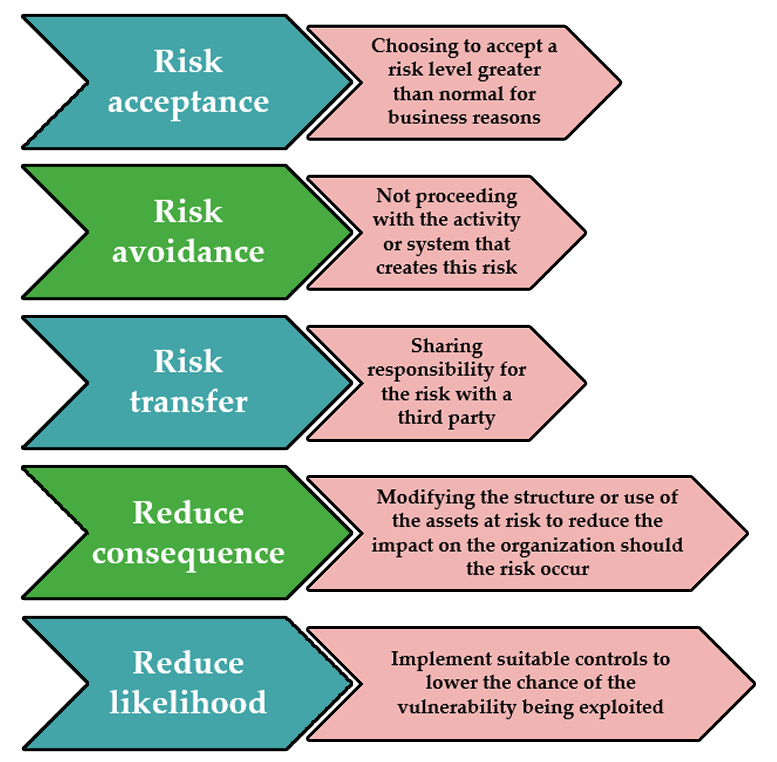 Risk
acceptance
Choosing to accept a
risk level greater
than normal for
business reasons
Risk
avoidance
Not proceeding
with the activity
or system that
creates this risk
Risk
transfer
Sharing
responsibility for
the risk with a
third party
Reduce
consequence
Modifying the structure or use of
the assets at risk to reduce the
impact on the organization should
the risk occur
Reduce
likelihood
Implement suitable controls to
lower the chance of the
vulnerability being exploited